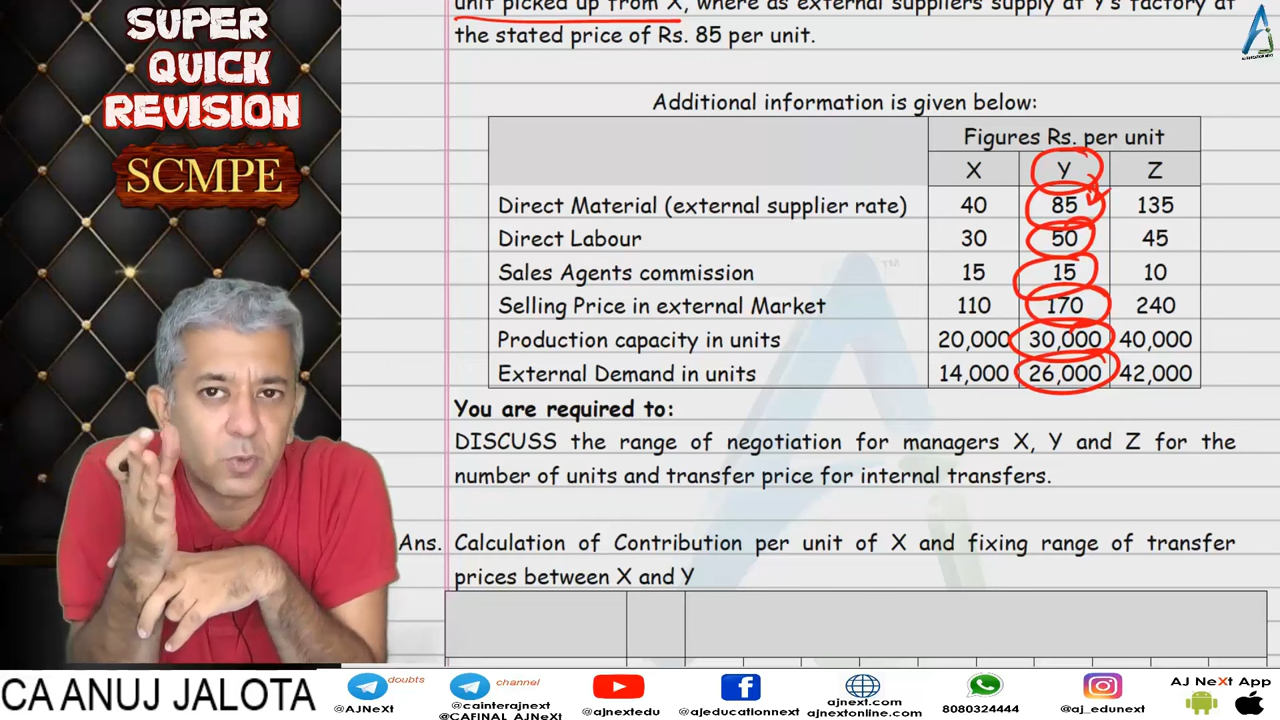 SUPER
QUICK
REVISION
SCMPE
unit picked up from X, where as external suppliers supply at Y's factory at
the stated price of Rs. 85 per unit.
Additional information is given below:
Figures Rs. per unit
X Y Z
Direct Material (external supplier rate) 40 85 135
Direct Labour 30 50 45
Sales Agents commission 15 15 10
Selling Price in external Market 110 170 240
Production capacity in units 20,000 30,000 40,000
External Demand in units 14,000 26,000 42,000
You are required to:
DISCUSS the range of negotiation for managers X, Y and Z for the
number of units and transfer price for internal transfers.
Ans. Calculation of Contribution per unit of X and fixing range of transfer
prices between X and Y
CA ANUJ JALOTA
doubts
@AJNeXt
channel
@cainterajnext
@CAFINAL_AJNeXt
@ajnextedu
@ajeducationnext
ajnext.com
ajnextonline.com
8080324444
@aj_edunext
AJ NeXt App